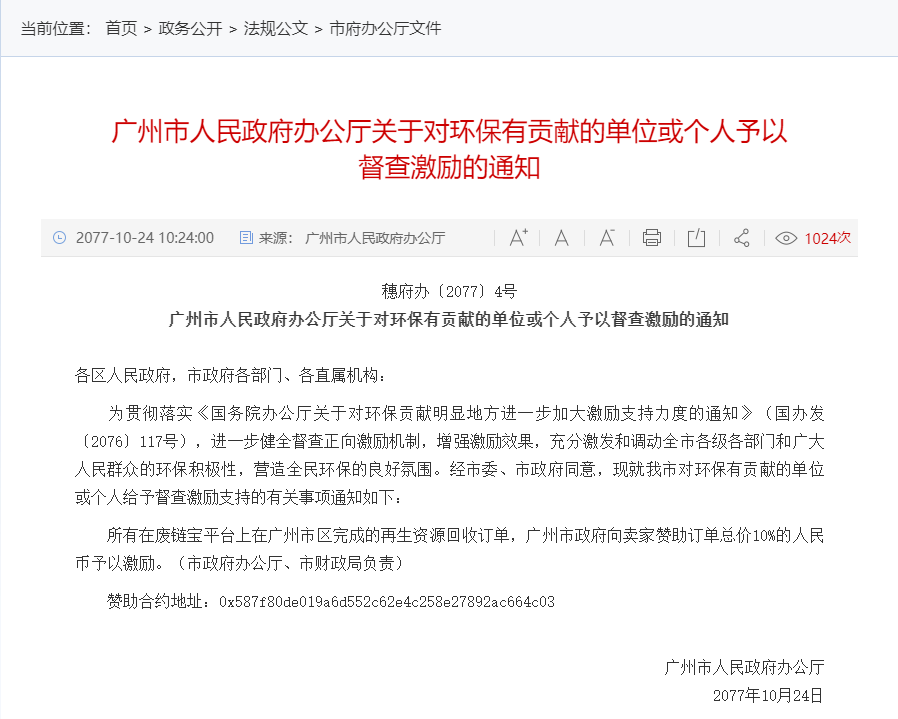 当前位置： 首页 > 政务公开 > 法规公文 > 市府办公厅文件
广州市人民政府办公厅关于对环保有贡献的单位或个人予以
督查激励的通知
2077-10-24 10:24:00 来源： 广州市人民政府办公厅 A+ A A- 1024次
穗府办〔2077〕4号
广州市人民政府办公厅关于对环保有贡献的单位或个人予以督查激励的通知
各区人民政府，市政府各部门、各直属机构：
为贯彻落实《国务院办公厅关于对环保贡献明显地方进一步加大激励支持力度的通知》（国办发
〔2076〕117号），进一步健全督查正向激励机制，增强激励效果，充分激发和调动全市各级各部门和广大
人民群众的环保积极性，营造全民环保的良好氛围。经市委、市政府同意，现就我市对环保有贡献的单位
或个人给予督查激励支持的有关事项通知如下：
所有在废链宝平台上在广州市区完成的再生资源回收订单，广州市政府向卖家赞助订单总价10%的人民
币予以激励。（市政府办公厅、市财政局负责）
赞助合约地址：0x587f80de019a6d552c62e4c258e27892ac664c03
广州市人民政府办公厅
2077年10月24日